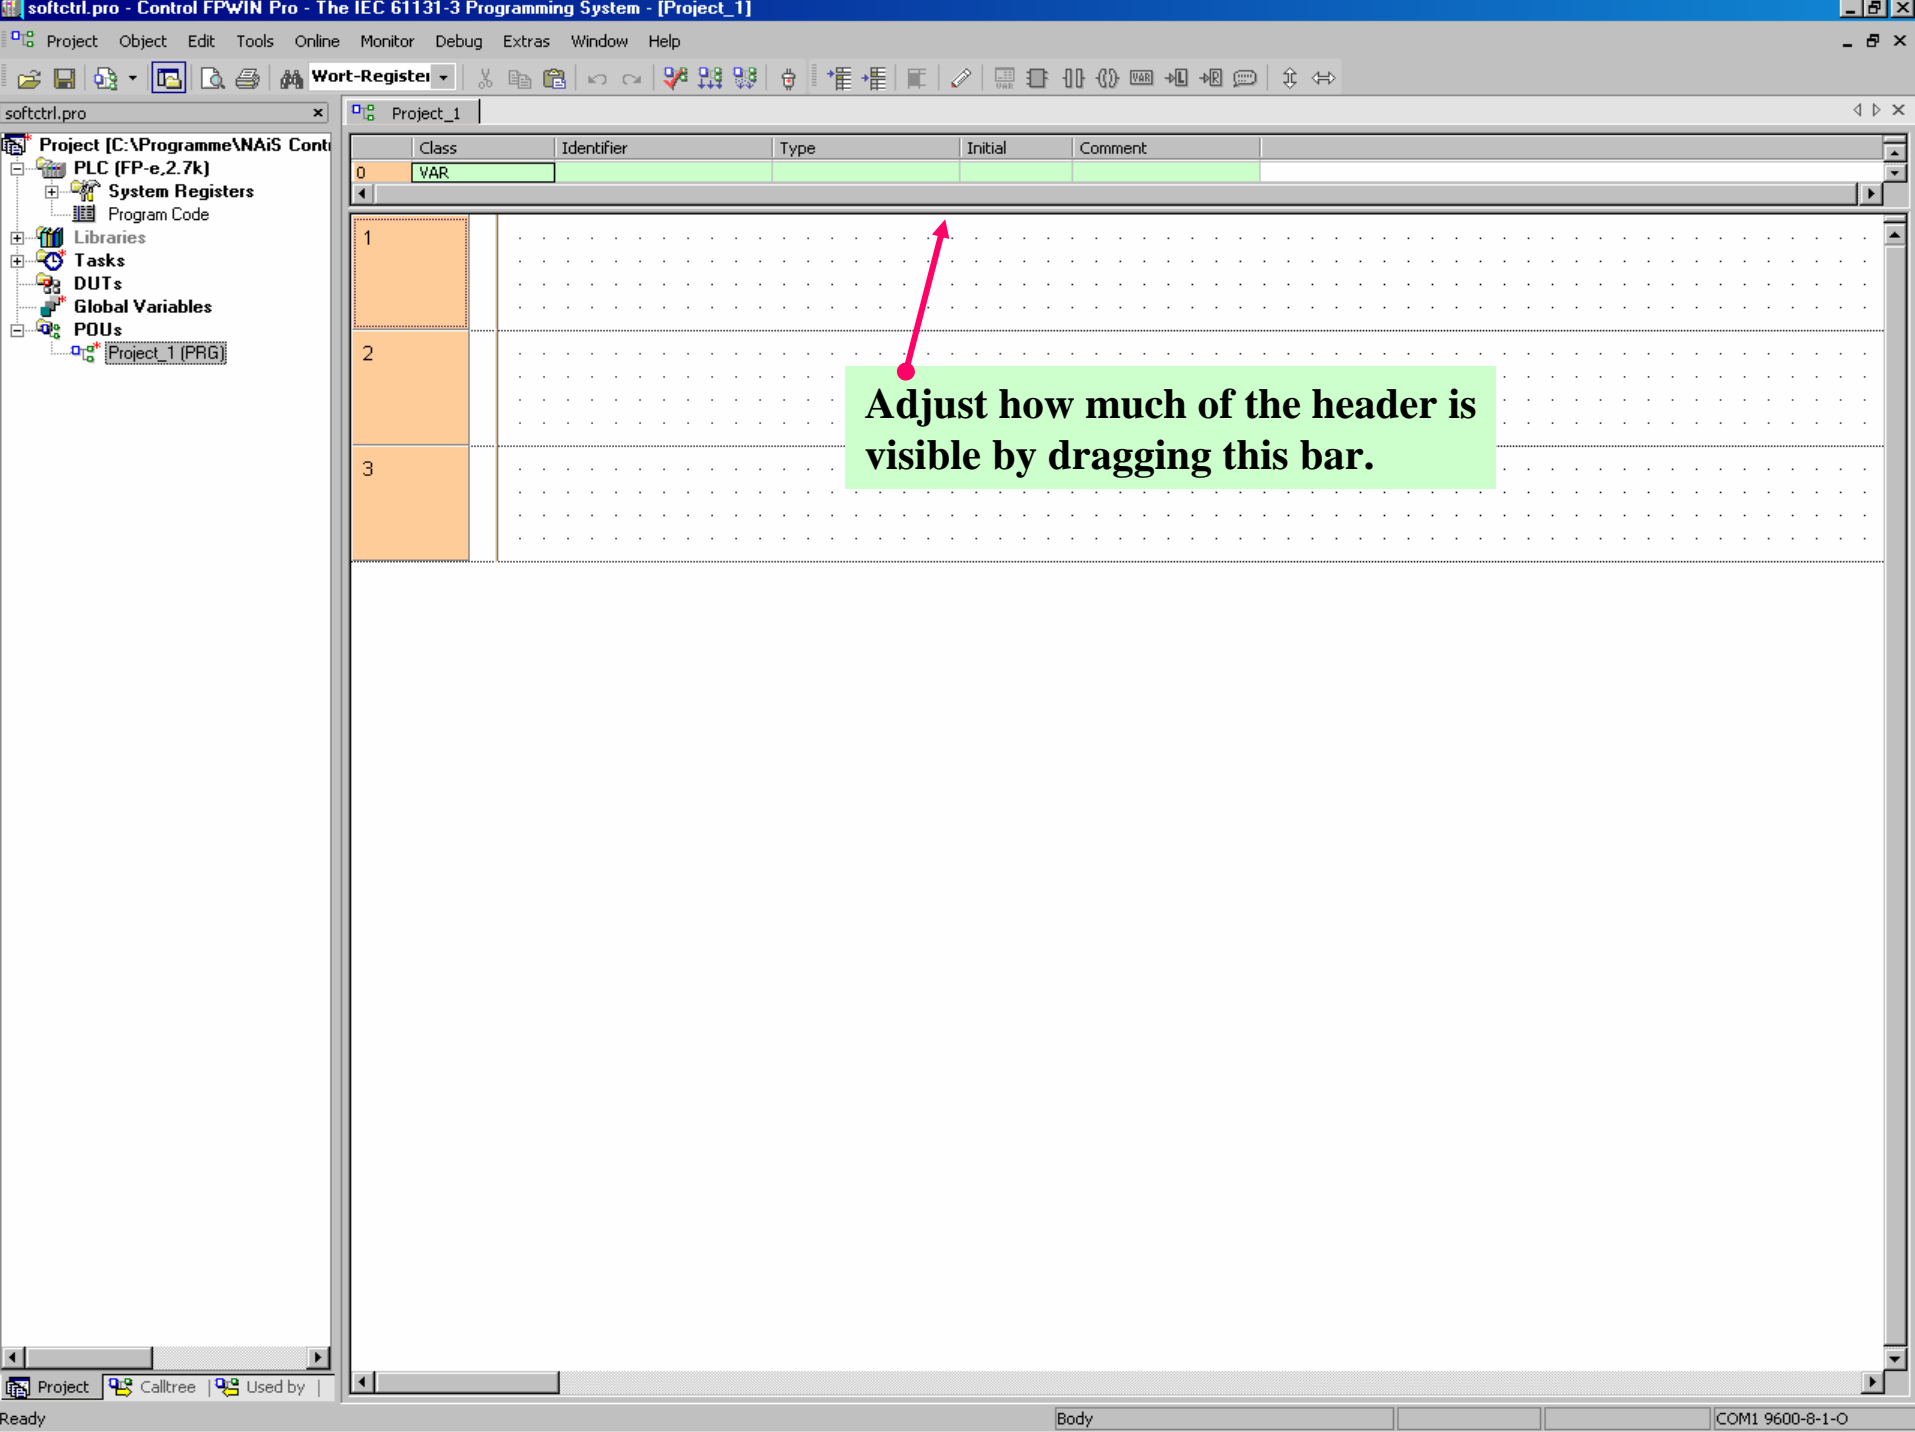 softctrl.pro - Control FPWIN Pro - The IEC 61131-3 Programming System - [Project_1]
Project Object Edit Tools Online Monitor Debug Extras Window Help
Wort-Register
VAR
VAR
L
R
softctrl.pro
Project_1
Project [C:\Programme\NAiS Cont
PLC (FP-e,2.7k)
System Registers
Program Code
Libraries
Tasks
DUTs
Global Variables
POUs
Project_1 (PRG)
Class Identifier Type Initial Comment
0 VAR
1
2
3
Adjust how much of the header is
visible by dragging this bar.
Project Calltree Used by
Ready Body COM1 9600-8-1-O